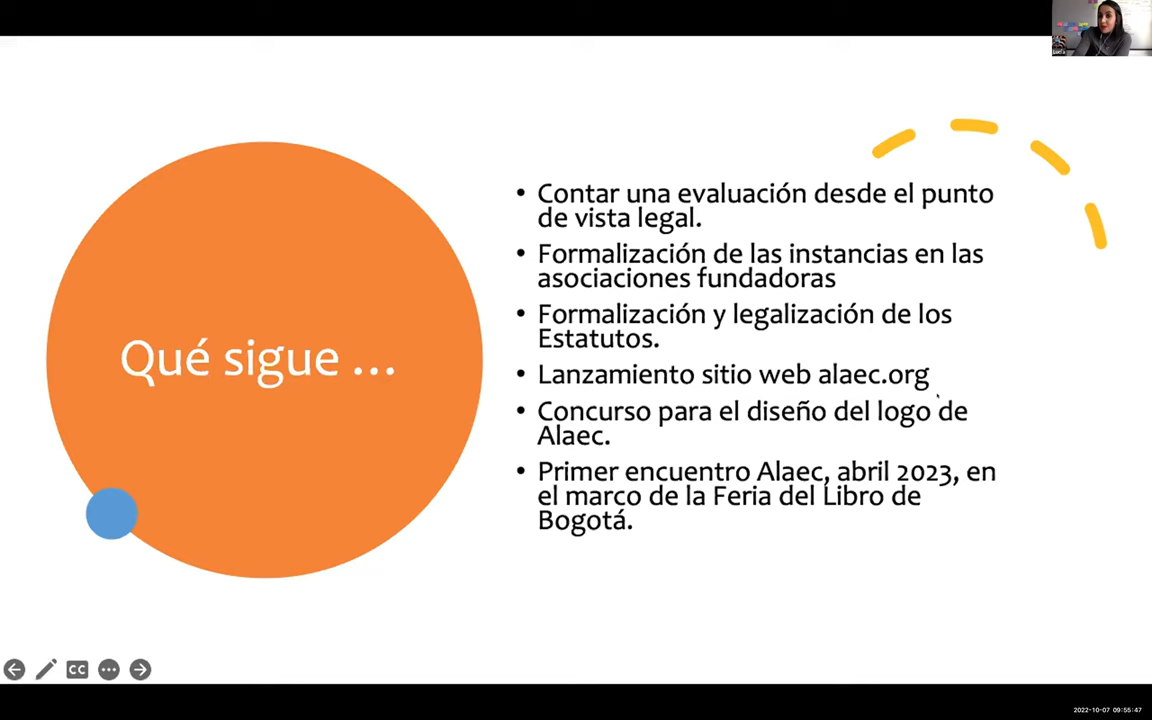 Qué sigue ...
• Contar una evaluación desde el punto
de vista legal.
• Formalización de las instancias en las
asociaciones fundadoras
• Formalización y legalización de los
Estatutos.
• Lanzamiento sitio web alaec.org
• Concurso para el diseño del logo de
Alaec.
• Primer encuentro Alaec, abril 2023, en
el marco de la Feria del Libro de
Bogotá.
CC
2022-10-07 09:55:47